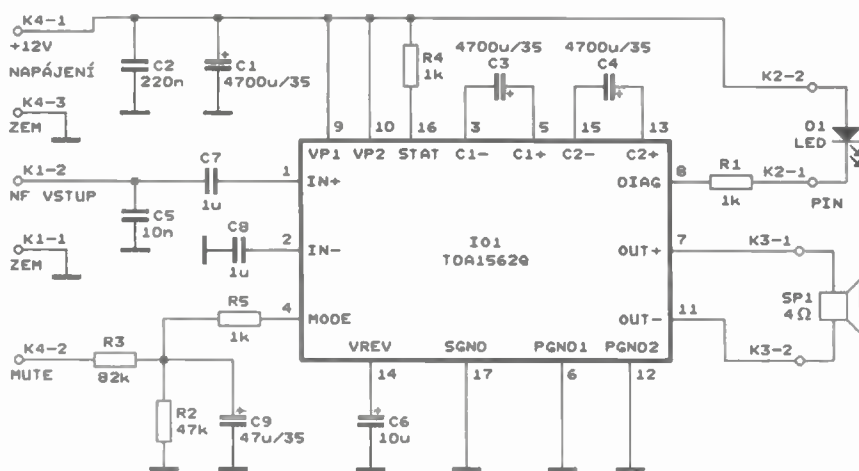 K4-1
+12V
NAPÁJENÍ
K4-3
ZEM
K1-2
NF VSTUP
K1-1
ZEM
K4-2
MUTE
C2
220n
C1
4700u/35
R4
1k
4700u/35
C3
4700u/35
C4
K2-2
D1
LED
K2-1
PIN
R1
1k
C7
1u
C5
10n
C8
1u
R5
1k
R3
82k
R2
47k
C9
47u/35
C6
10u
9
10
16
3
5
15
13
VP1
VP2
STAT
C1-
C1+
C2-
C2+
1
IN+
2
IN-
4
MODE
IO1
TDA1562Q
DIAG
8
OUT+
7
OUT-
11
VREV
SGND
PGND1
PGND2
14
17
6
12
K3-1
SP1
4Ω
K3-2